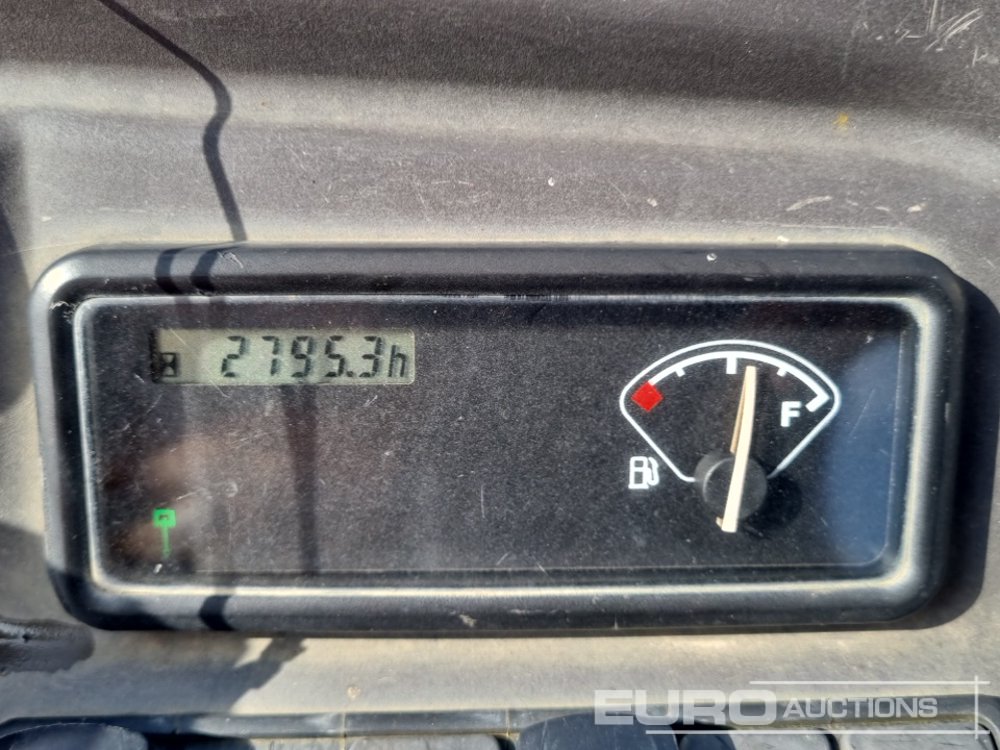 2795.3h
F
EURO AUCTIONS